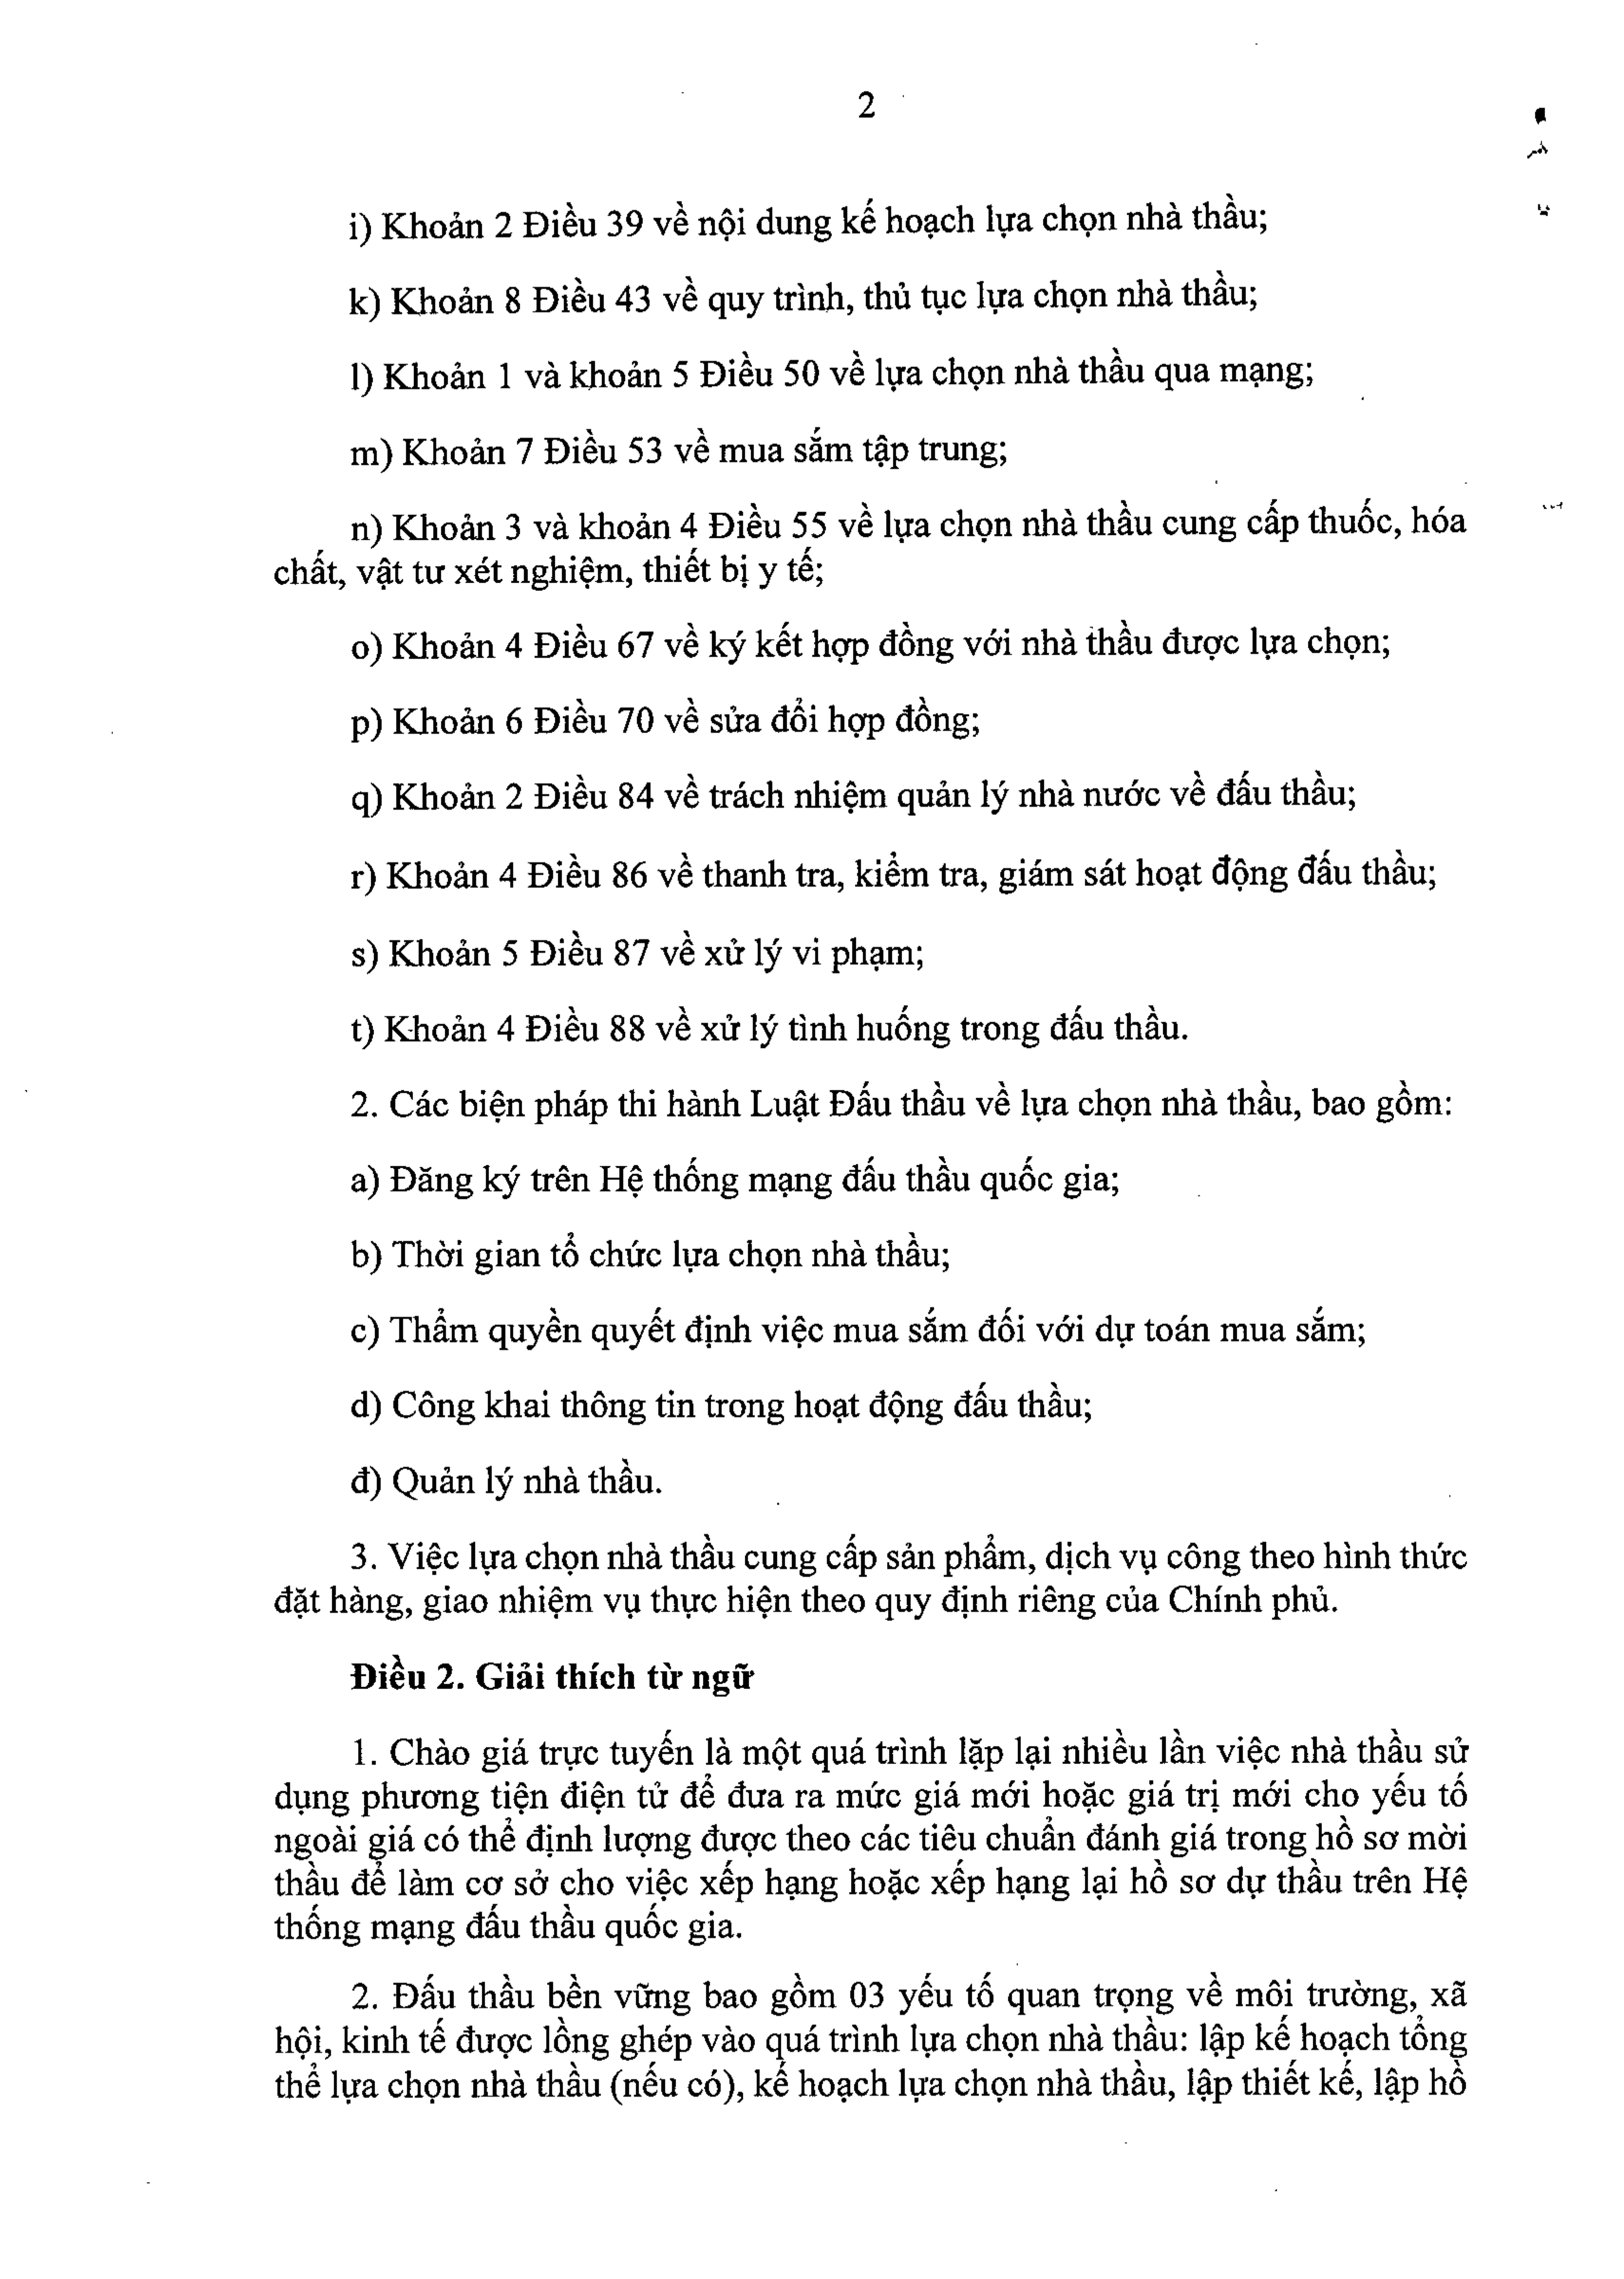 2
i) Khoản 2 Điều 39 về nội dung kế hoạch lựa chọn nhà thầu;
k) Khoản 8 Điều 43 về quy trình, thủ tục lựa chọn nhà thầu;
l) Khoản 1 và khoản 5 Điều 50 về lựa chọn nhà thầu qua mạng;
m) Khoản 7 Điều 53 về mua sắm tập trung;
n) Khoản 3 và khoản 4 Điều 55 về lựa chọn nhà thầu cung cấp thuốc, hóa
chất, vật tư xét nghiệm, thiết bị y tế;
o) Khoản 4 Điều 67 về ký kết hợp đồng với nhà thầu được lựa chọn;
p) Khoản 6 Điều 70 về sửa đổi hợp đồng;
q) Khoản 2 Điều 84 về trách nhiệm quản lý nhà nước về đấu thầu;
r) Khoản 4 Điều 86 về thanh tra, kiểm tra, giám sát hoạt động đấu thầu;
s) Khoản 5 Điều 87 về xử lý vi phạm;
t) Khoản 4 Điều 88 về xử lý tình huống trong đấu thầu.
2. Các biện pháp thi hành Luật Đấu thầu về lựa chọn nhà thầu, bao gồm:
a) Đăng ký trên Hệ thống mạng đấu thầu quốc gia;
b) Thời gian tổ chức lựa chọn nhà thầu;
c) Thẩm quyền quyết định việc mua sắm đối với dự toán mua sắm;
d) Công khai thông tin trong hoạt động đấu thầu;
đ) Quản lý nhà thầu.
3. Việc lựa chọn nhà thầu cung cấp sản phẩm, dịch vụ công theo hình thức
đặt hàng, giao nhiệm vụ thực hiện theo quy định riêng của Chính phủ.
Điều 2. Giải thích từ ngữ
1. Chào giá trực tuyến là một quá trình lặp lại nhiều lần việc nhà thầu sử
dụng phương tiện điện tử để đưa ra mức giá mới hoặc giá trị mới cho yếu tố
ngoài giá có thể định lượng được theo các tiêu chuẩn đánh giá trong hồ sơ mời
thầu để làm cơ sở cho việc xếp hạng hoặc xếp hạng lại hồ sơ dự thầu trên Hệ
thống mạng đấu thầu quốc gia.
2. Đấu thầu bền vững bao gồm 03 yếu tố quan trọng về môi trường, xã
hội, kinh tế được lồng ghép vào quá trình lựa chọn nhà thầu: lập kế hoạch tổng
thể lựa chọn nhà thầu (nếu có), kế hoạch lựa chọn nhà thầu, lập thiết kế, lập hồ